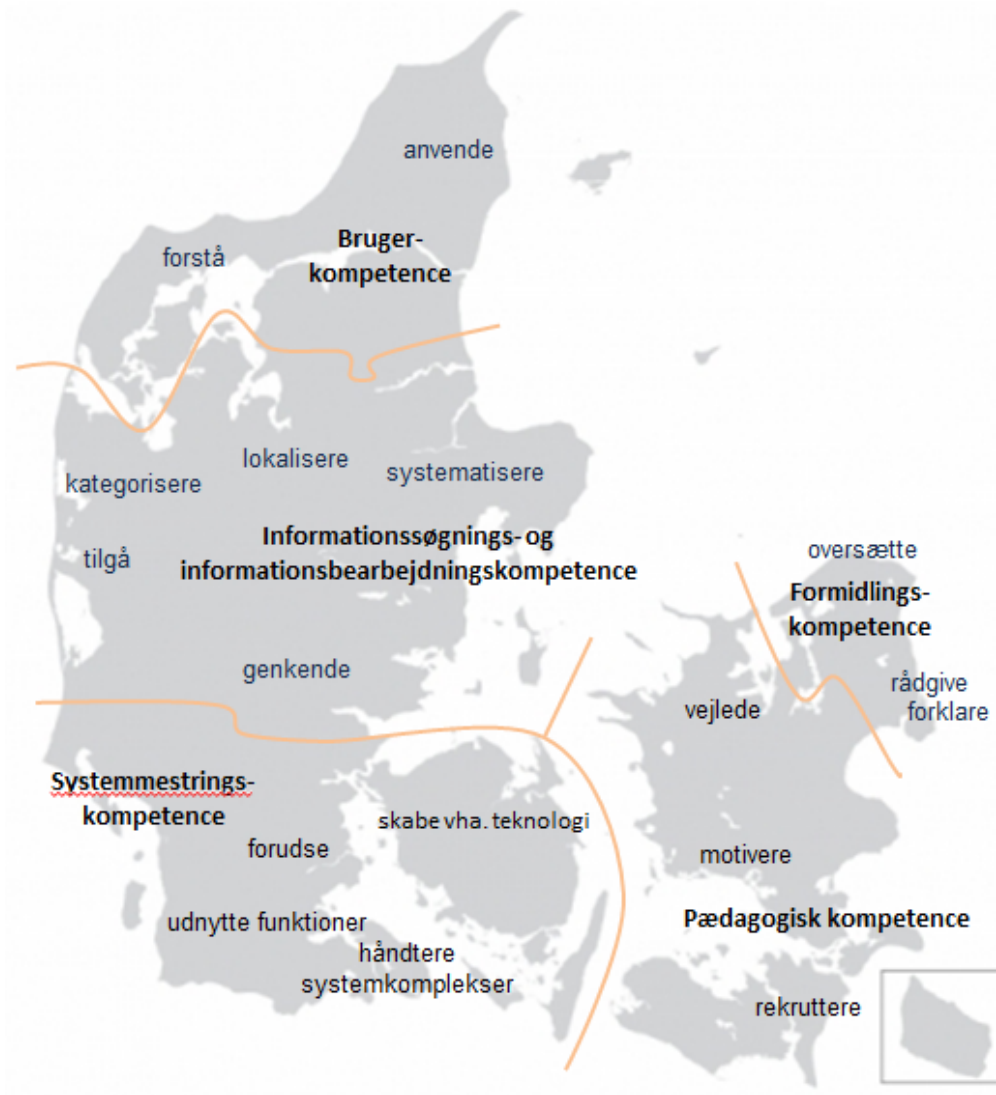 anvende
Bruger-
kompetence
forstå
lokalisere
systematisere
kategorisere
Informationssøgnings- og
informationsbearbejdningskompetence
tilgå
genkende
oversætte
Formidlings-
kompetence
rådgive
forklare
vejlede
Systemmestrings-
kompetence
skabe vha. teknologi
forudse
motivere
udnytte funktioner
håndtere
systemkomplekser
Pædagogisk kompetence
rekruttere